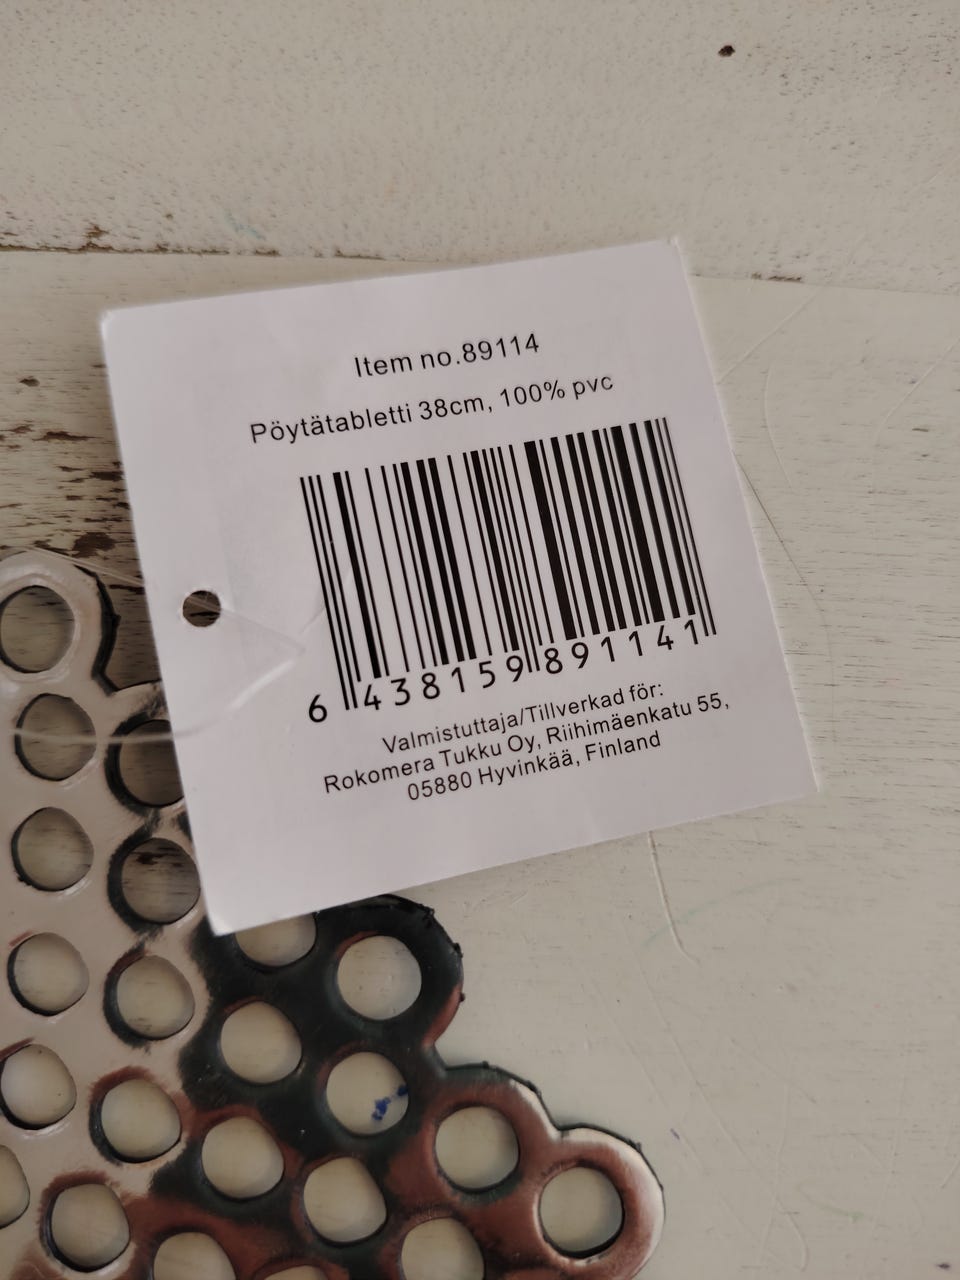 Item no.89114
Pöytätabletti 38cm, 100% pvc
6 438159 891141
Valmistuttaja/Tillverkad för:
Rokomera Tukku Oy, Riihimäenkatu 55,
05880 Hyvinkää, Finland